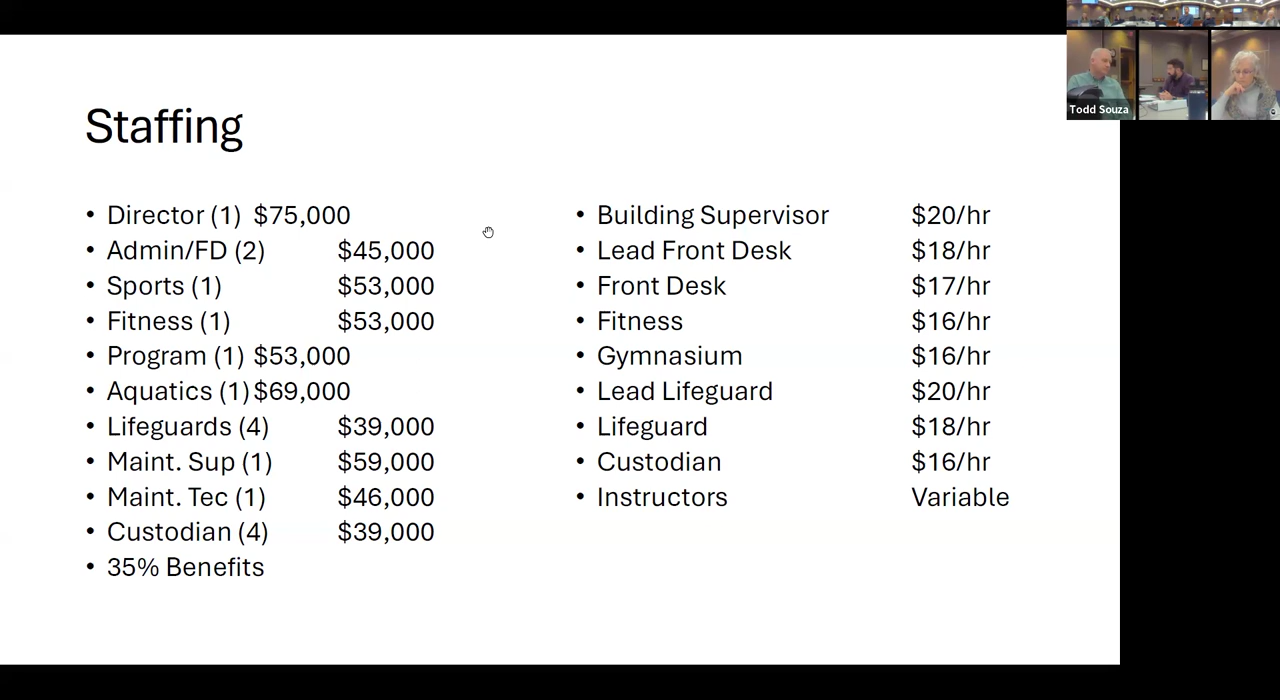 Staffing
• Director (1) $75,000
• Admin/FD (2) $45,000
• Sports (1) $53,000
• Fitness (1) $53,000
• Program (1) $53,000
• Aquatics (1) $69,000
• Lifeguards (4) $39,000
• Maint. Sup (1) $59,000
• Maint. Tec (1) $46,000
• Custodian (4) $39,000
• 35% Benefits
• Building Supervisor $20/hr
• Lead Front Desk $18/hr
• Front Desk $17/hr
• Fitness $16/hr
• Gymnasium $16/hr
• Lead Lifeguard $20/hr
• Lifeguard $18/hr
• Custodian $16/hr
• Instructors Variable
Todd Souza